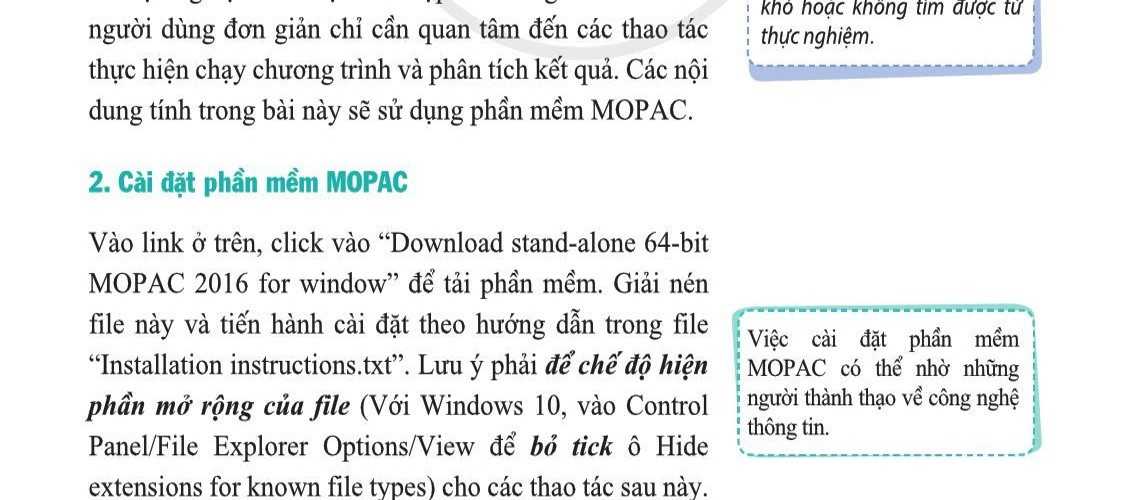 người dùng đơn giản chỉ cần quan tâm đến các thao tác
thực hiện chạy chương trình và phân tích kết quả. Các nội
dung tính trong bài này sẽ sử dụng phần mềm MOPAC.
khó hoặc không tìm được từ
thực nghiệm.
2. Cài đặt phần mềm MOPAC
Vào link ở trên, click vào “Download stand-alone 64-bit
MOPAC 2016 for window” để tải phần mềm. Giải nén
file này và tiến hành cài đặt theo hướng dẫn trong file
“Installation instructions.txt”. Lưu ý phải để chế độ hiện
phần mở rộng của file (Với Windows 10, vào Control
Panel/File Explorer Options/View để bỏ tick ô Hide
extensions for known file types) cho các thao tác sau này.
Việc cài đặt phần mềm
MOPAC có thể nhờ những
người thành thạo về công nghệ
thông tin.